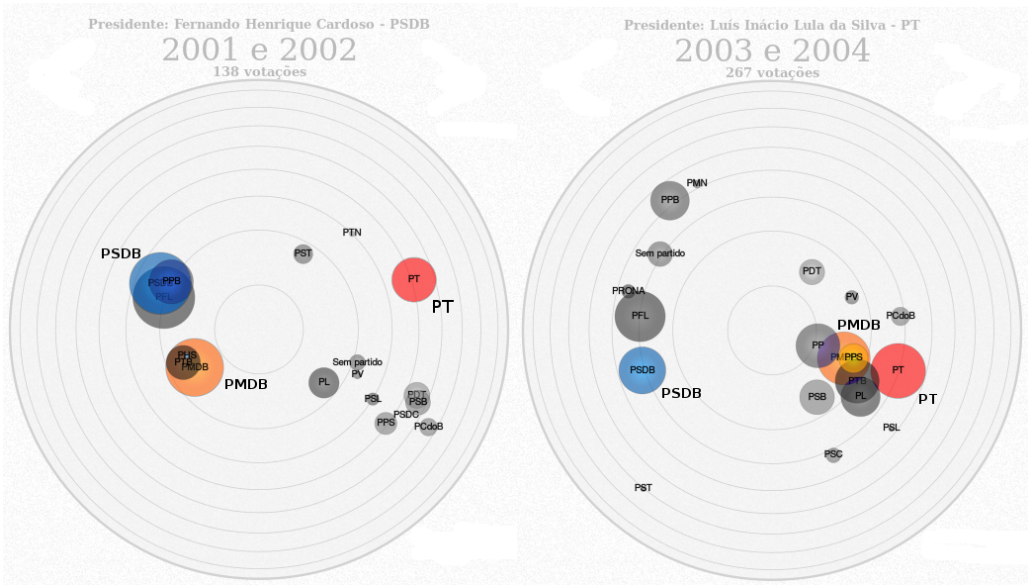 Presidente: Fernando Henrique Cardoso - PSDB
2001 e 2002
138 votações
PTN
PST
PSDB
PSDB
PPB
PFL
PT
PT
PHS
PTB
PMDB
PMDB
Sem partido
PV
PL
PSL
PDT
PSB
PSDC
PPS
PCdoB
Presidente: Luís Inácio Lula da Silva - PT
2003 e 2004
267 votações
PMN
PPB
Sem partido
PDT
PRONA
PV
PFL
PCdoB
PMDB
PP
PMDB
PPS
PSDB
PT
PTB
PSDB
PSB
PL
PT
PSL
PSC
PST